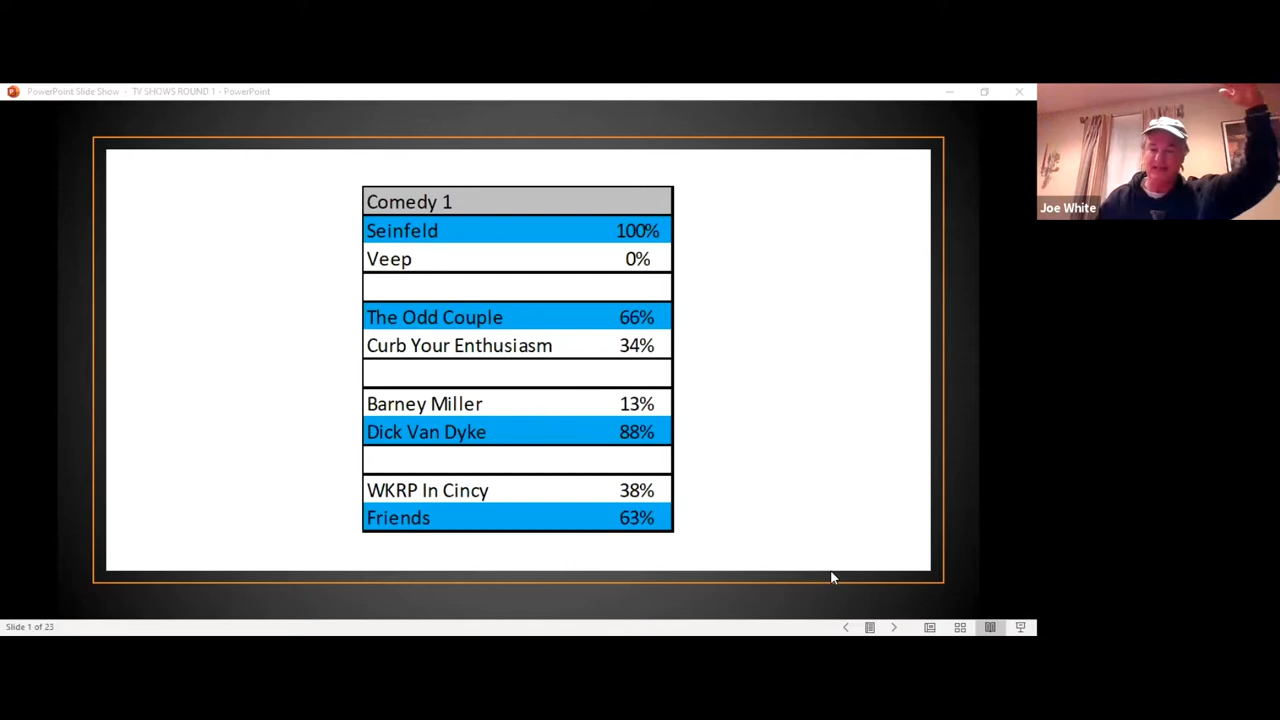 PowerPoint Slide Show - TV SHOWS ROUND 1 - PowerPoint
Joe White
Comedy 1
Seinfeld 100%
Veep 0%
The Odd Couple 66%
Curb Your Enthusiasm 34%
Barney Miller 13%
Dick Van Dyke 88%
WKRP In Cincy 38%
Friends 63%
Slide 1 of 23